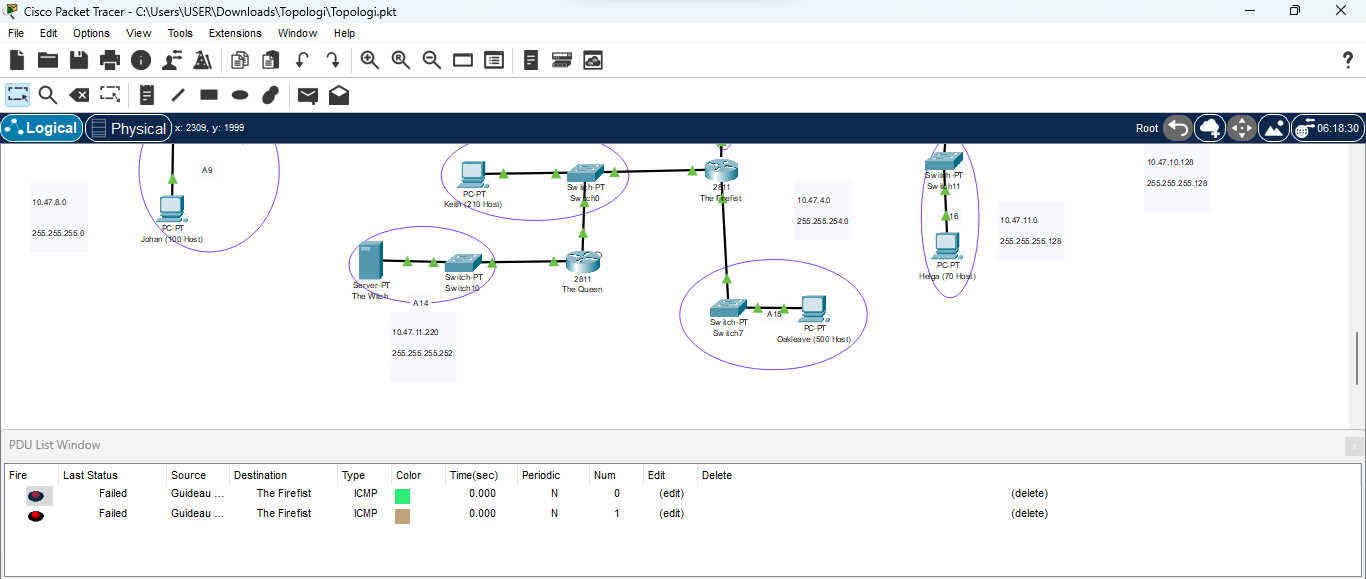 Cisco Packet Tracer - C:\Users\USER\Downloads\Topologi\Topologi.pkt
File Edit Options View Tools Extensions Window Help
?
Logical Physical x: 2309, y: 1999 Root 06:18:30
A9
10.47.8.0
255.255.255.0
PC-PT
Johan (100 Host)
PC-PT
Keith (210 Host)
Switch-PT
Switch0
2811
The Firefist
10.47.4.0
255.255.254.0
Switch-PT
Switch11
A16
PC-PT
Helga (70 Host)
10.47.11.0
255.255.255.128
10.47.10.128
255.255.255.128
Server-PT
The Witch
Switch-PT
Switch10
2811
The Queen
A14
10.47.11.220
255.255.255.252
Switch-PT
Switch7
A15
PC-PT
Oakleave (500 Host)
PDU List Window
Fire Last Status Source Destination Type Color Time(sec) Periodic Num Edit Delete
Failed Guideau ... The Firefist ICMP 0.000 N 0 (edit) (delete)
Failed Guideau ... The Firefist ICMP 0.000 N 1 (edit) (delete)